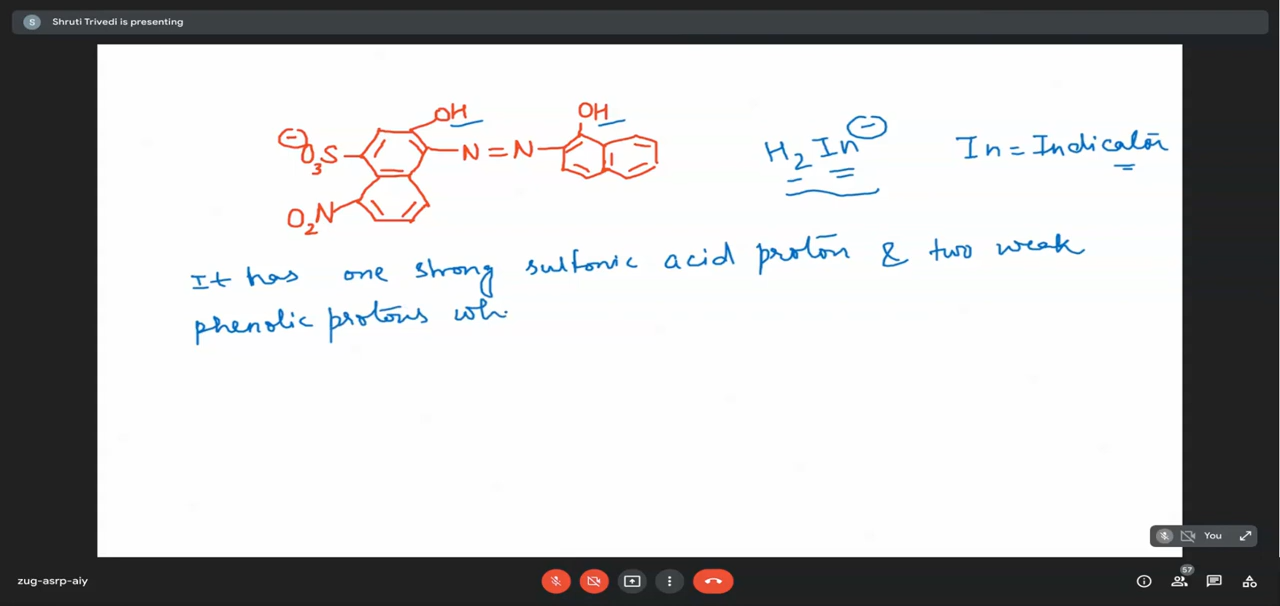 S Shruti Trivedi is presenting
OH
OH
⊖O3S
N=N
O2N
H2In⊖
In = Indicator
It has one strong sulfonic acid proton & two weak
phenolic protons wh
You
zug-asrp-aiy
57